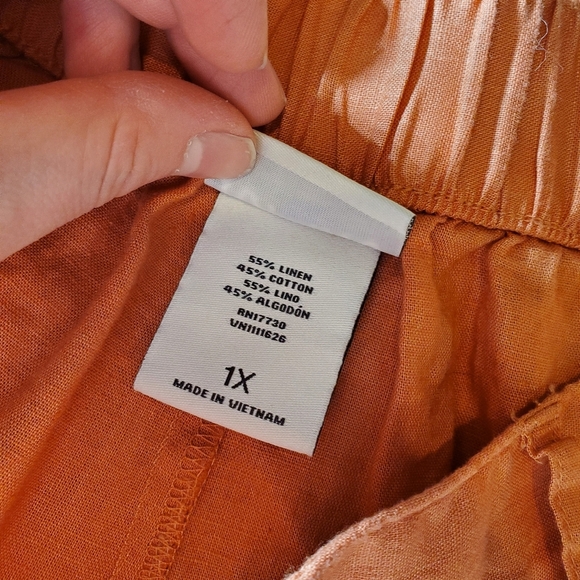 55% LINEN
45% COTTON
55% LINO
45% ALGODÓN
RN17730
VN1111626
1X
MADE IN VIETNAM